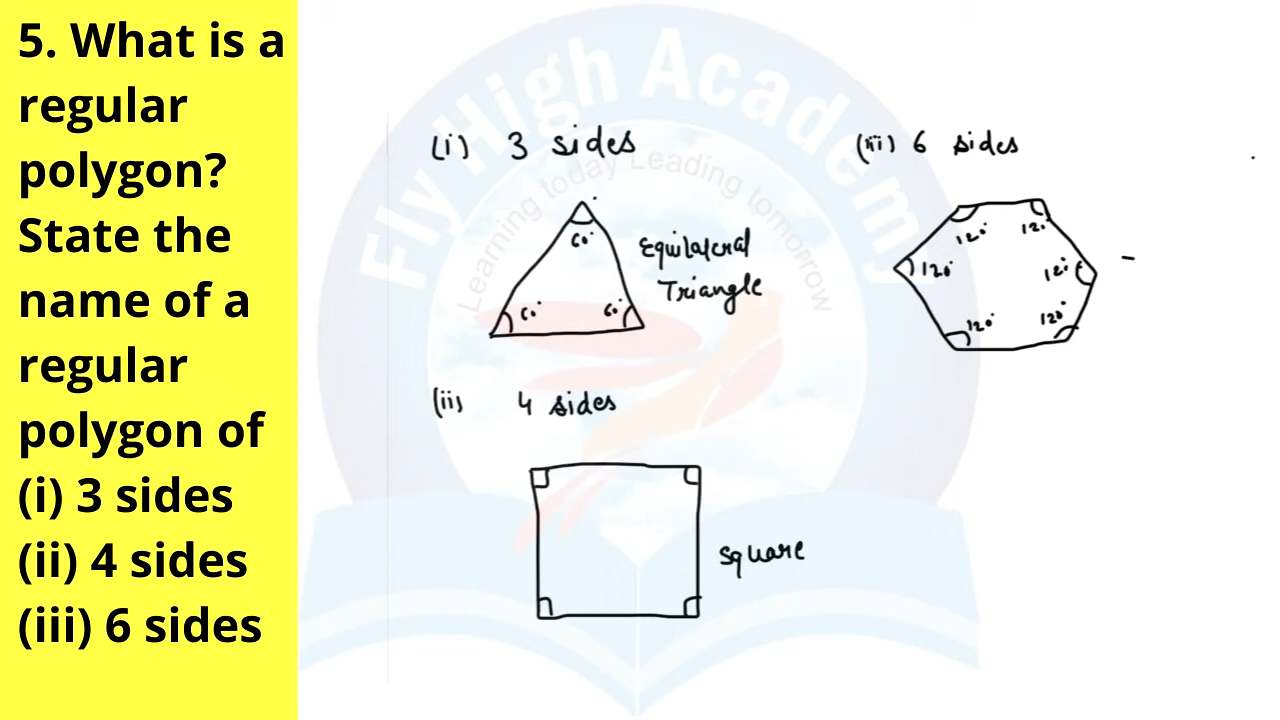 5. What is a
regular
polygon?
State the
name of a
regular
polygon of
(i) 3 sides
(ii) 4 sides
(iii) 6 sides
Fly High Academy
Learning today Leading tomorrow
(i) 3 sides
60°
60° 60°
Equilateral
Triangle
(ii) 4 sides
square
(iii) 6 sides
120° 120°
120° 120°
120° 120°